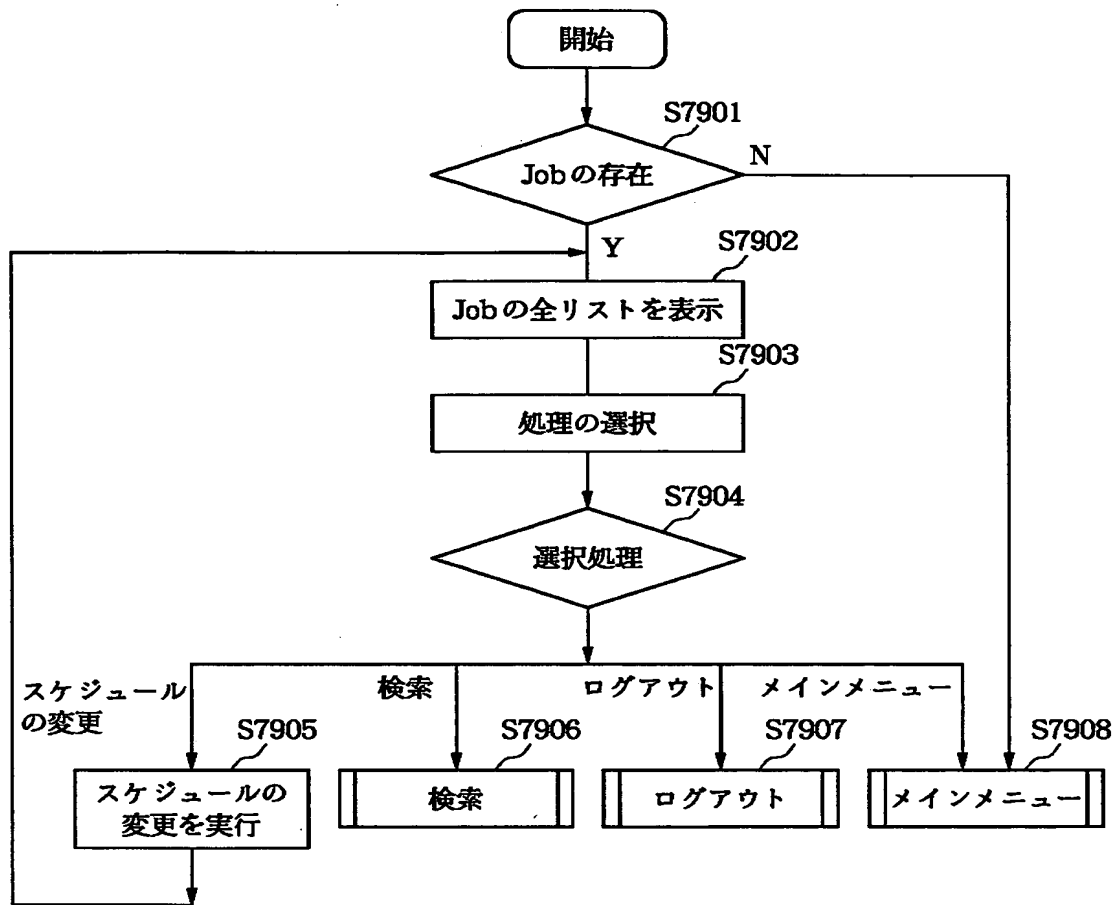 開始
S7901
Jobの存在
N
Y
S7902
Jobの全リストを表示
S7903
処理の選択
S7904
選択処理
スケジュール
の変更
検索
ログアウト
メインメニュー
S7905
S7906
S7907
S7908
スケジュールの
変更を実行
検索
ログアウト
メインメニュー